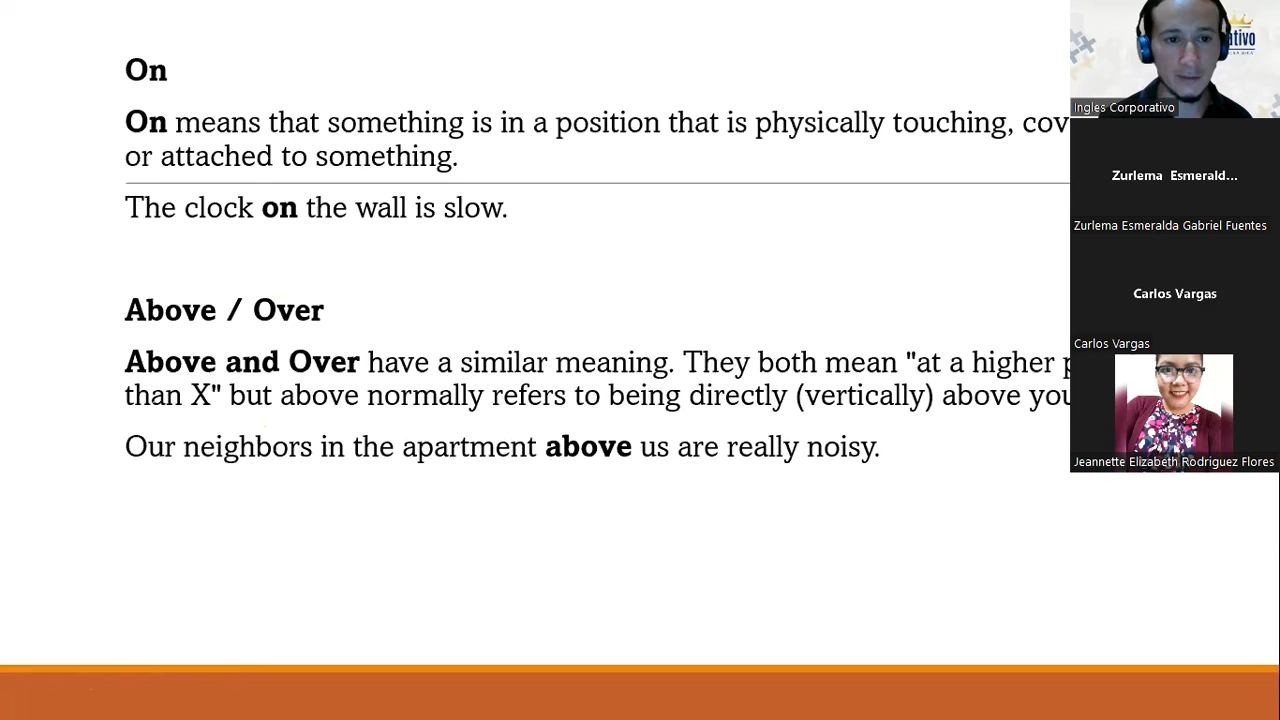 On
On means that something is in a position that is physically touching, cov
or attached to something.
The clock on the wall is slow.
Above / Over
Above and Over have a similar meaning. They both mean "at a higher
than X" but above normally refers to being directly (vertically) above you
Our neighbors in the apartment above us are really noisy.
ativo
Ingles Corporativo
Zurlema Esmerald...
Zurlema Esmeralda Gabriel Fuentes
Carlos Vargas
Carlos Vargas
Jeannette Elizabeth Rodriguez Flores